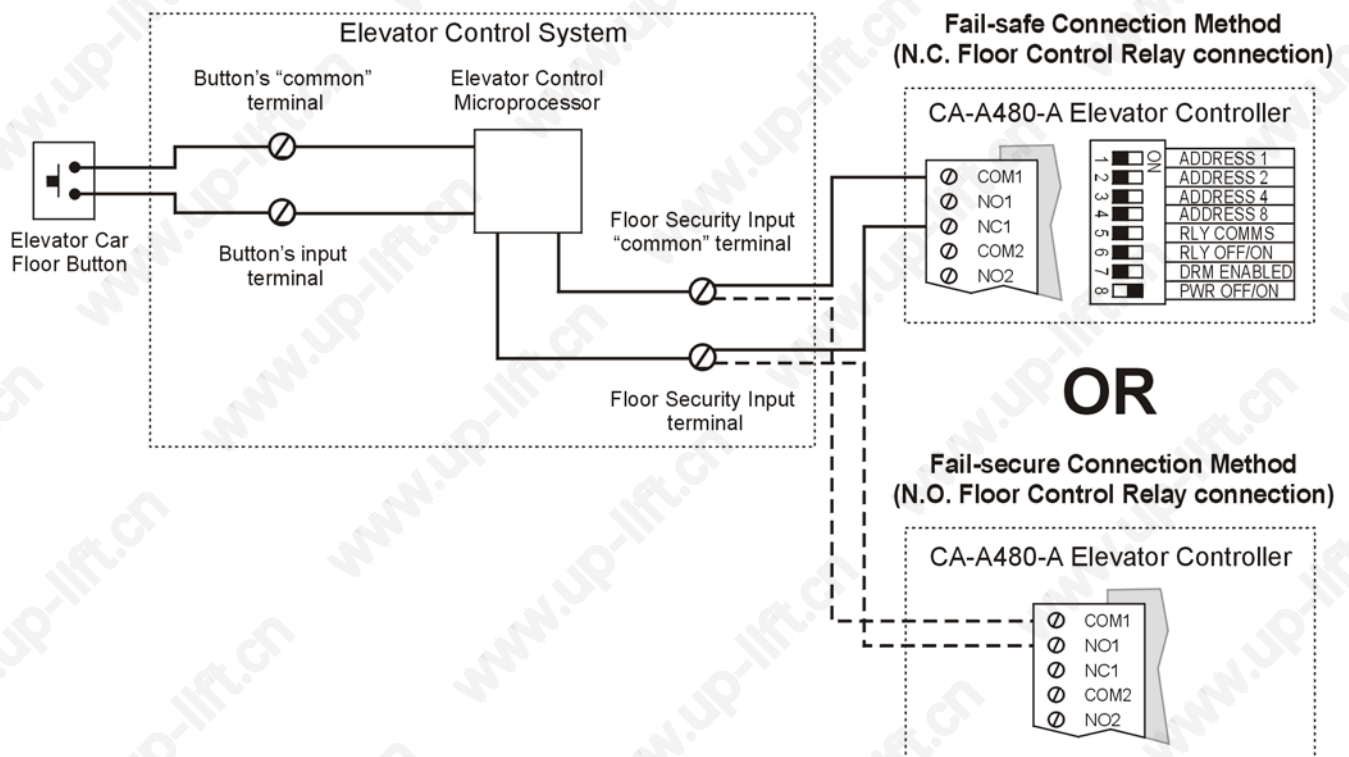 Elevator Control System
Button's "common"
terminal
Elevator Control
Microprocessor
Elevator Car
Floor Button
Button's input
terminal
Floor Security Input
"common" terminal
Floor Security Input
terminal
Fail-safe Connection Method
(N.C. Floor Control Relay connection)
CA-A480-A Elevator Controller
COM1
NO1
NC1
COM2
NO2
ON
1 ADDRESS 1
2 ADDRESS 2
3 ADDRESS 4
4 ADDRESS 8
5 RLY COMMS
6 RLY OFF/ON
7 DRM ENABLED
8 PWR OFF/ON
OR
Fail-secure Connection Method
(N.O. Floor Control Relay connection)
CA-A480-A Elevator Controller
COM1
NO1
NC1
COM2
NO2
www.up-lift.cn